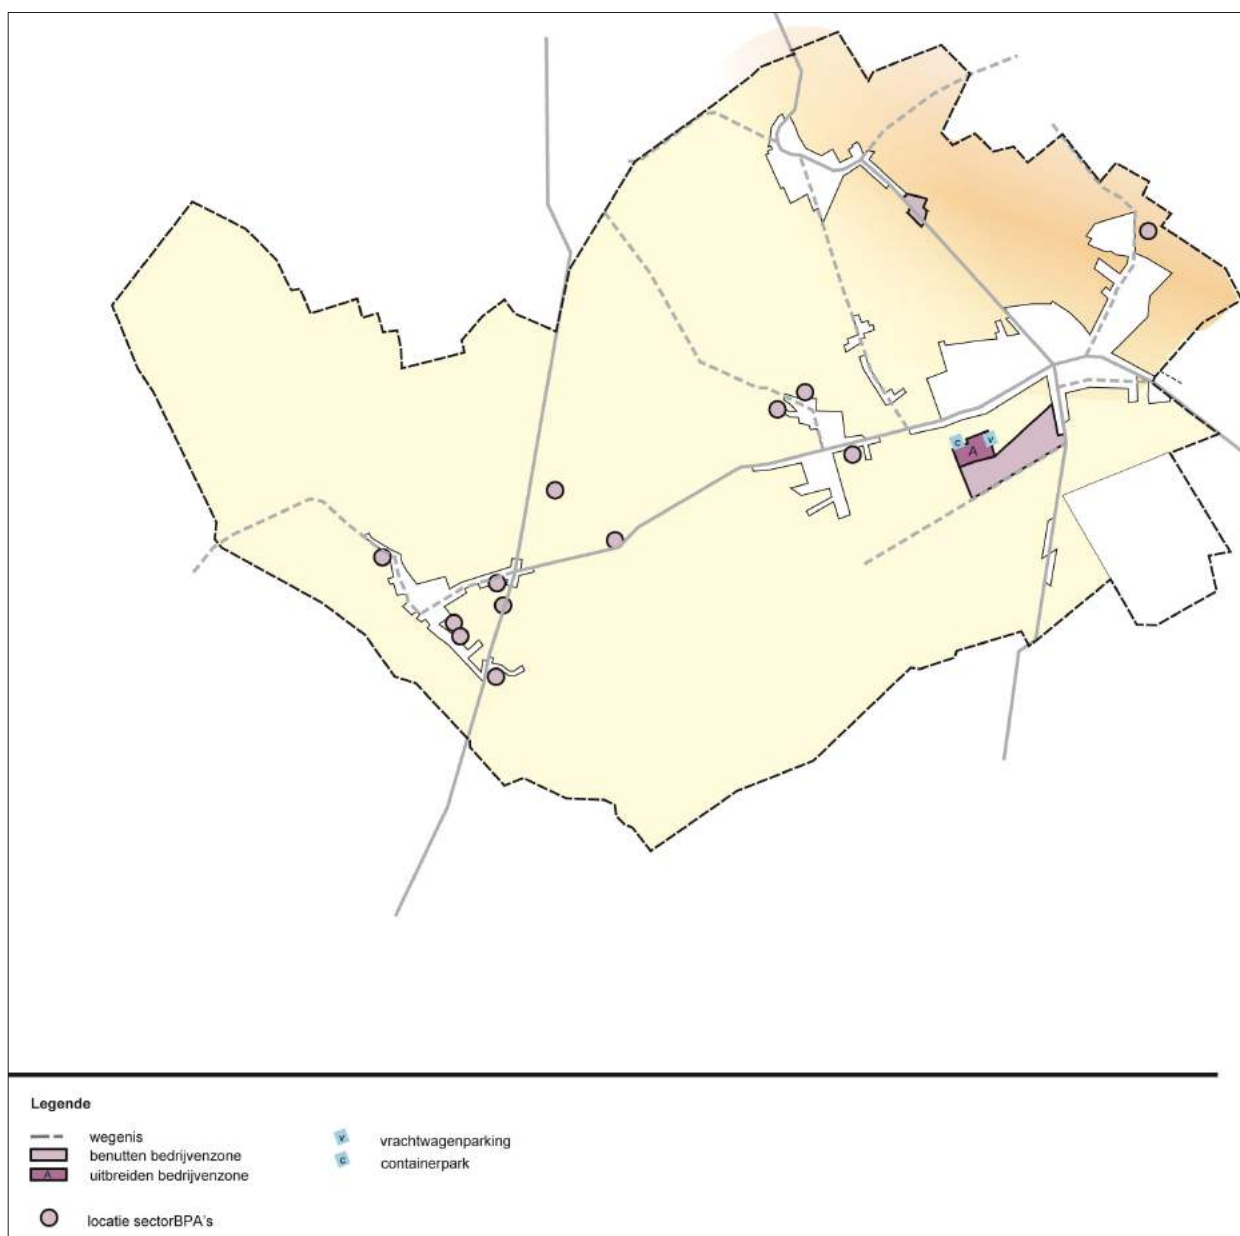 c
v
A
Legende
wegenis
benutten bedrijvenzone
A uitbreiden bedrijvenzone
locatie sectorBPA's
v vrachtwagenparking
c containerpark